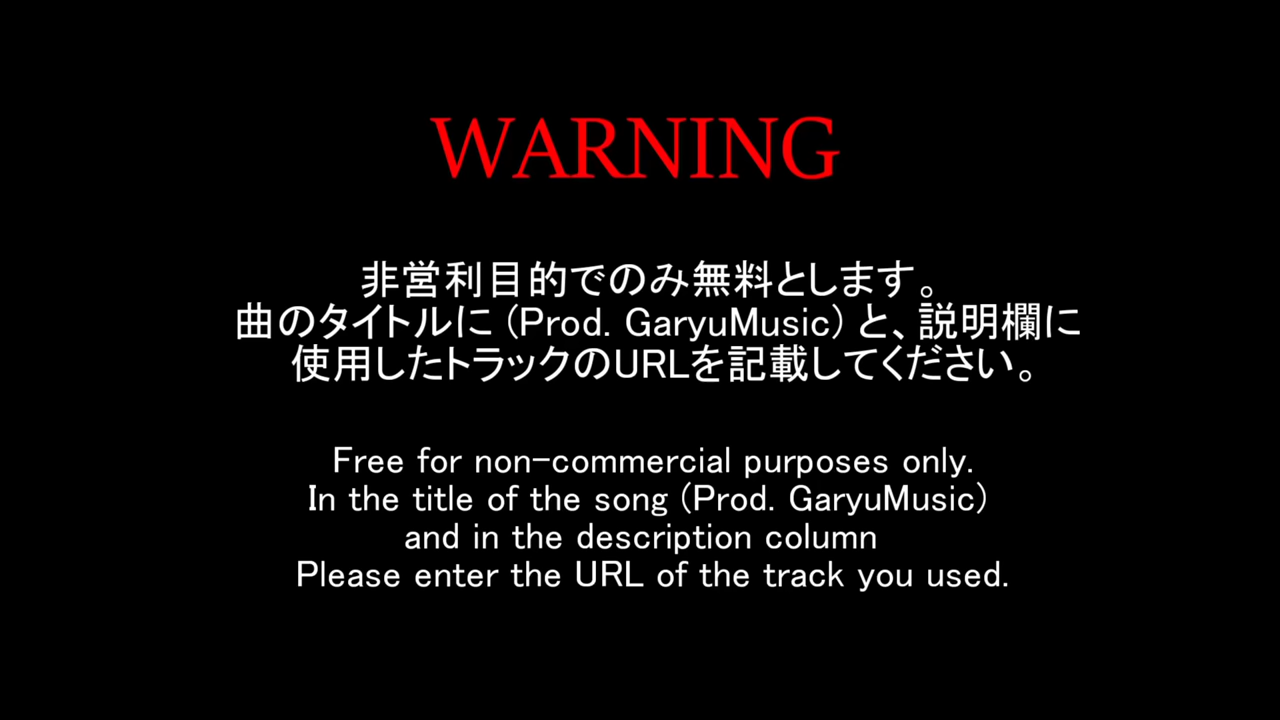 WARNING
非営利目的でのみ無料とします。
曲のタイトルに (Prod. GaryuMusic) と、説明欄に
使用したトラックのURLを記載してください。
Free for non-commercial purposes only.
In the title of the song (Prod. GaryuMusic)
and in the description column
Please enter the URL of the track you used.